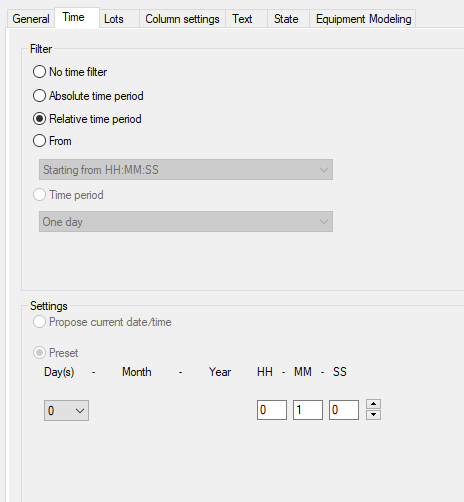 General Time Lots Column settings Text State Equipment Modeling
Filter
No time filter
Absolute time period
Relative time period
From
Starting from HH:MM:SS
Time period
One day
Settings
Propose current date/time
Preset
Day(s) - Month - Year HH - MM - SS
0 0 1 0